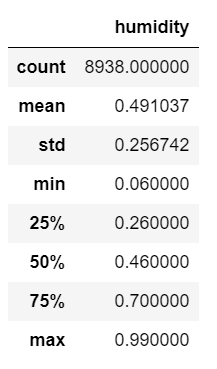 humidity
count 8938.000000
mean 0.491037
std 0.256742
min 0.060000
25% 0.260000
50% 0.460000
75% 0.700000
max 0.990000